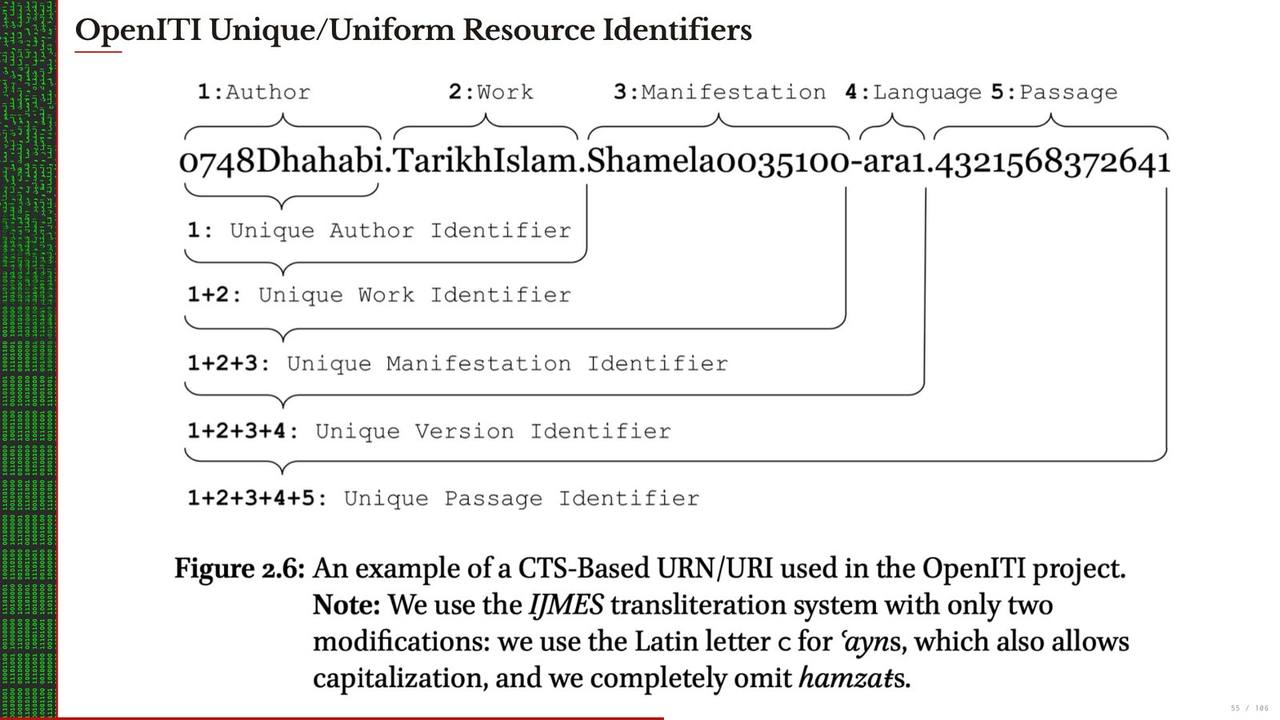 OpenITI Unique/Uniform Resource Identifiers
1:Author 2:Work 3:Manifestation 4:Language 5:Passage
0748Dhahabi.TarikhIslam.Shamela0035100-ara1.4321568372641
1: Unique Author Identifier
1+2: Unique Work Identifier
1+2+3: Unique Manifestation Identifier
1+2+3+4: Unique Version Identifier
1+2+3+4+5: Unique Passage Identifier
Figure 2.6: An example of a CTS-Based URN/URI used in the OpenITI project.
Note: We use the IJMES transliteration system with only two
modifications: we use the Latin letter c for ʿayns, which also allows
capitalization, and we completely omit hamzaŧs.
55 / 106